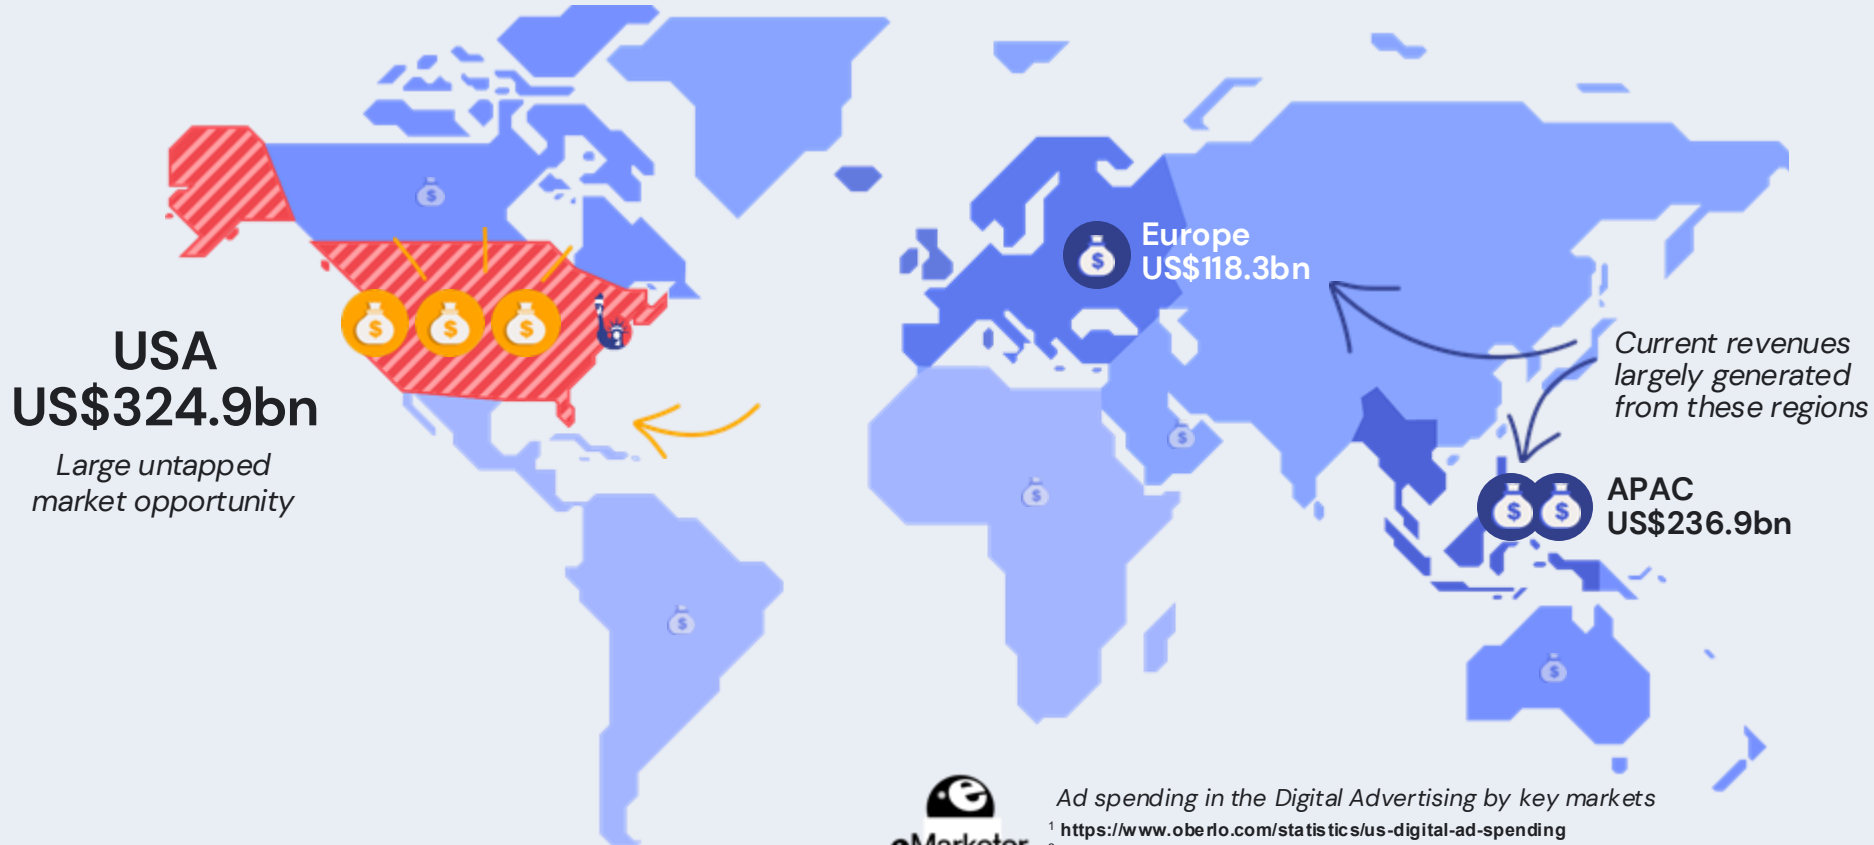 USA
US$324.9bn
Large untapped
market opportunity
Europe
US$118.3bn
Current revenues
largely generated
from these regions
APAC
US$236.9bn
eMarketer
Ad spending in the Digital Advertising by key markets
1 https://www.oberlo.com/statistics/us-digital-ad-spending